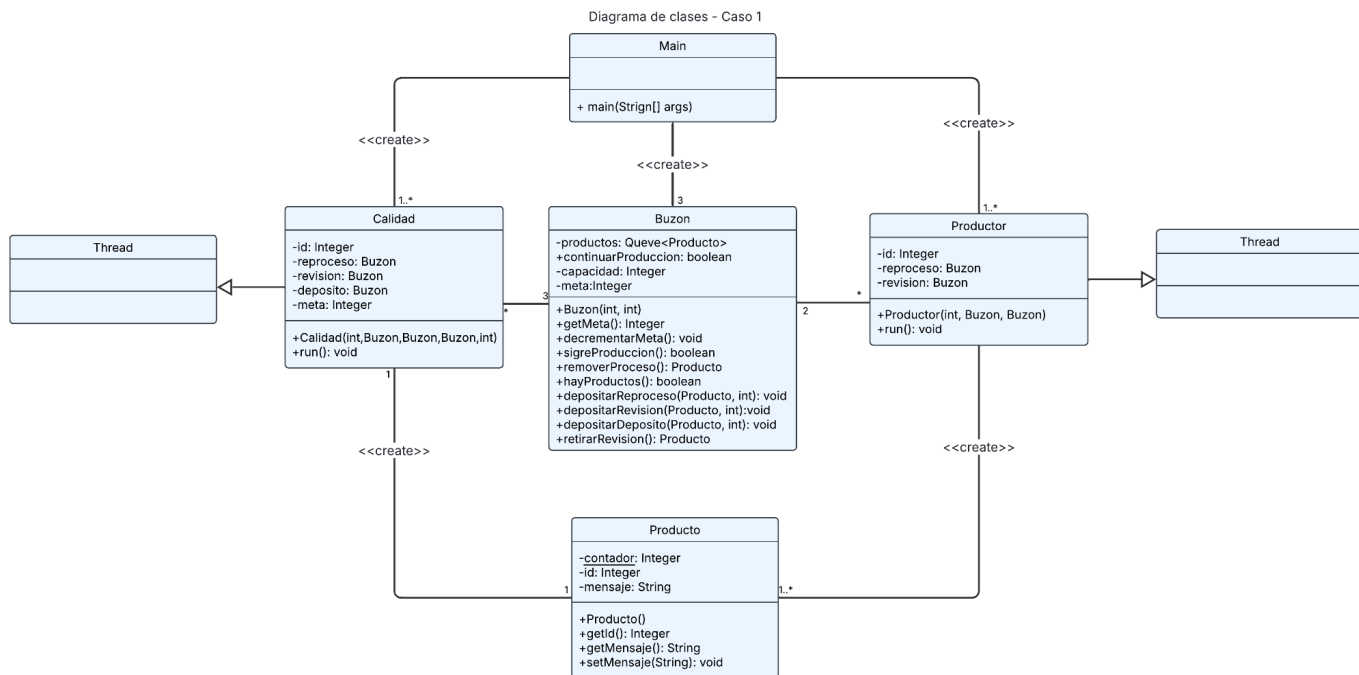 Diagrama de clases - Caso 1
Main
+ main(Strign[] args)
<<create>>
<<create>>
<<create>>
1..*
3
1..*
Thread
Calidad
-id: Integer
-reproceso: Buzon
-revision: Buzon
-deposito: Buzon
-meta: Integer
+Calidad(int,Buzon,Buzon,Buzon,int)
+run(): void
*
3
Buzon
-productos: Queve<Producto>
+continuarProduccion: boolean
-capacidad: Integer
-meta:Integer
+Buzon(int, int)
+getMeta(): Integer
+decrementarMeta(): void
+sigreProduccion(): boolean
+removerProceso(): Producto
+hayProductos(): boolean
+depositarReproceso(Producto, int): void
+depositarRevision(Producto, int):void
+depositarDeposito(Producto, int): void
+retirarRevision(): Producto
2
*
Productor
-id: Integer
-reproceso: Buzon
-revision: Buzon
+Productor(int, Buzon, Buzon)
+run(): void
Thread
1
<<create>>
<<create>>
1
1..*
Producto
-contador: Integer
-id: Integer
-mensaje: String
+Producto()
+getId(): Integer
+getMensaje(): String
+setMensaje(String): void